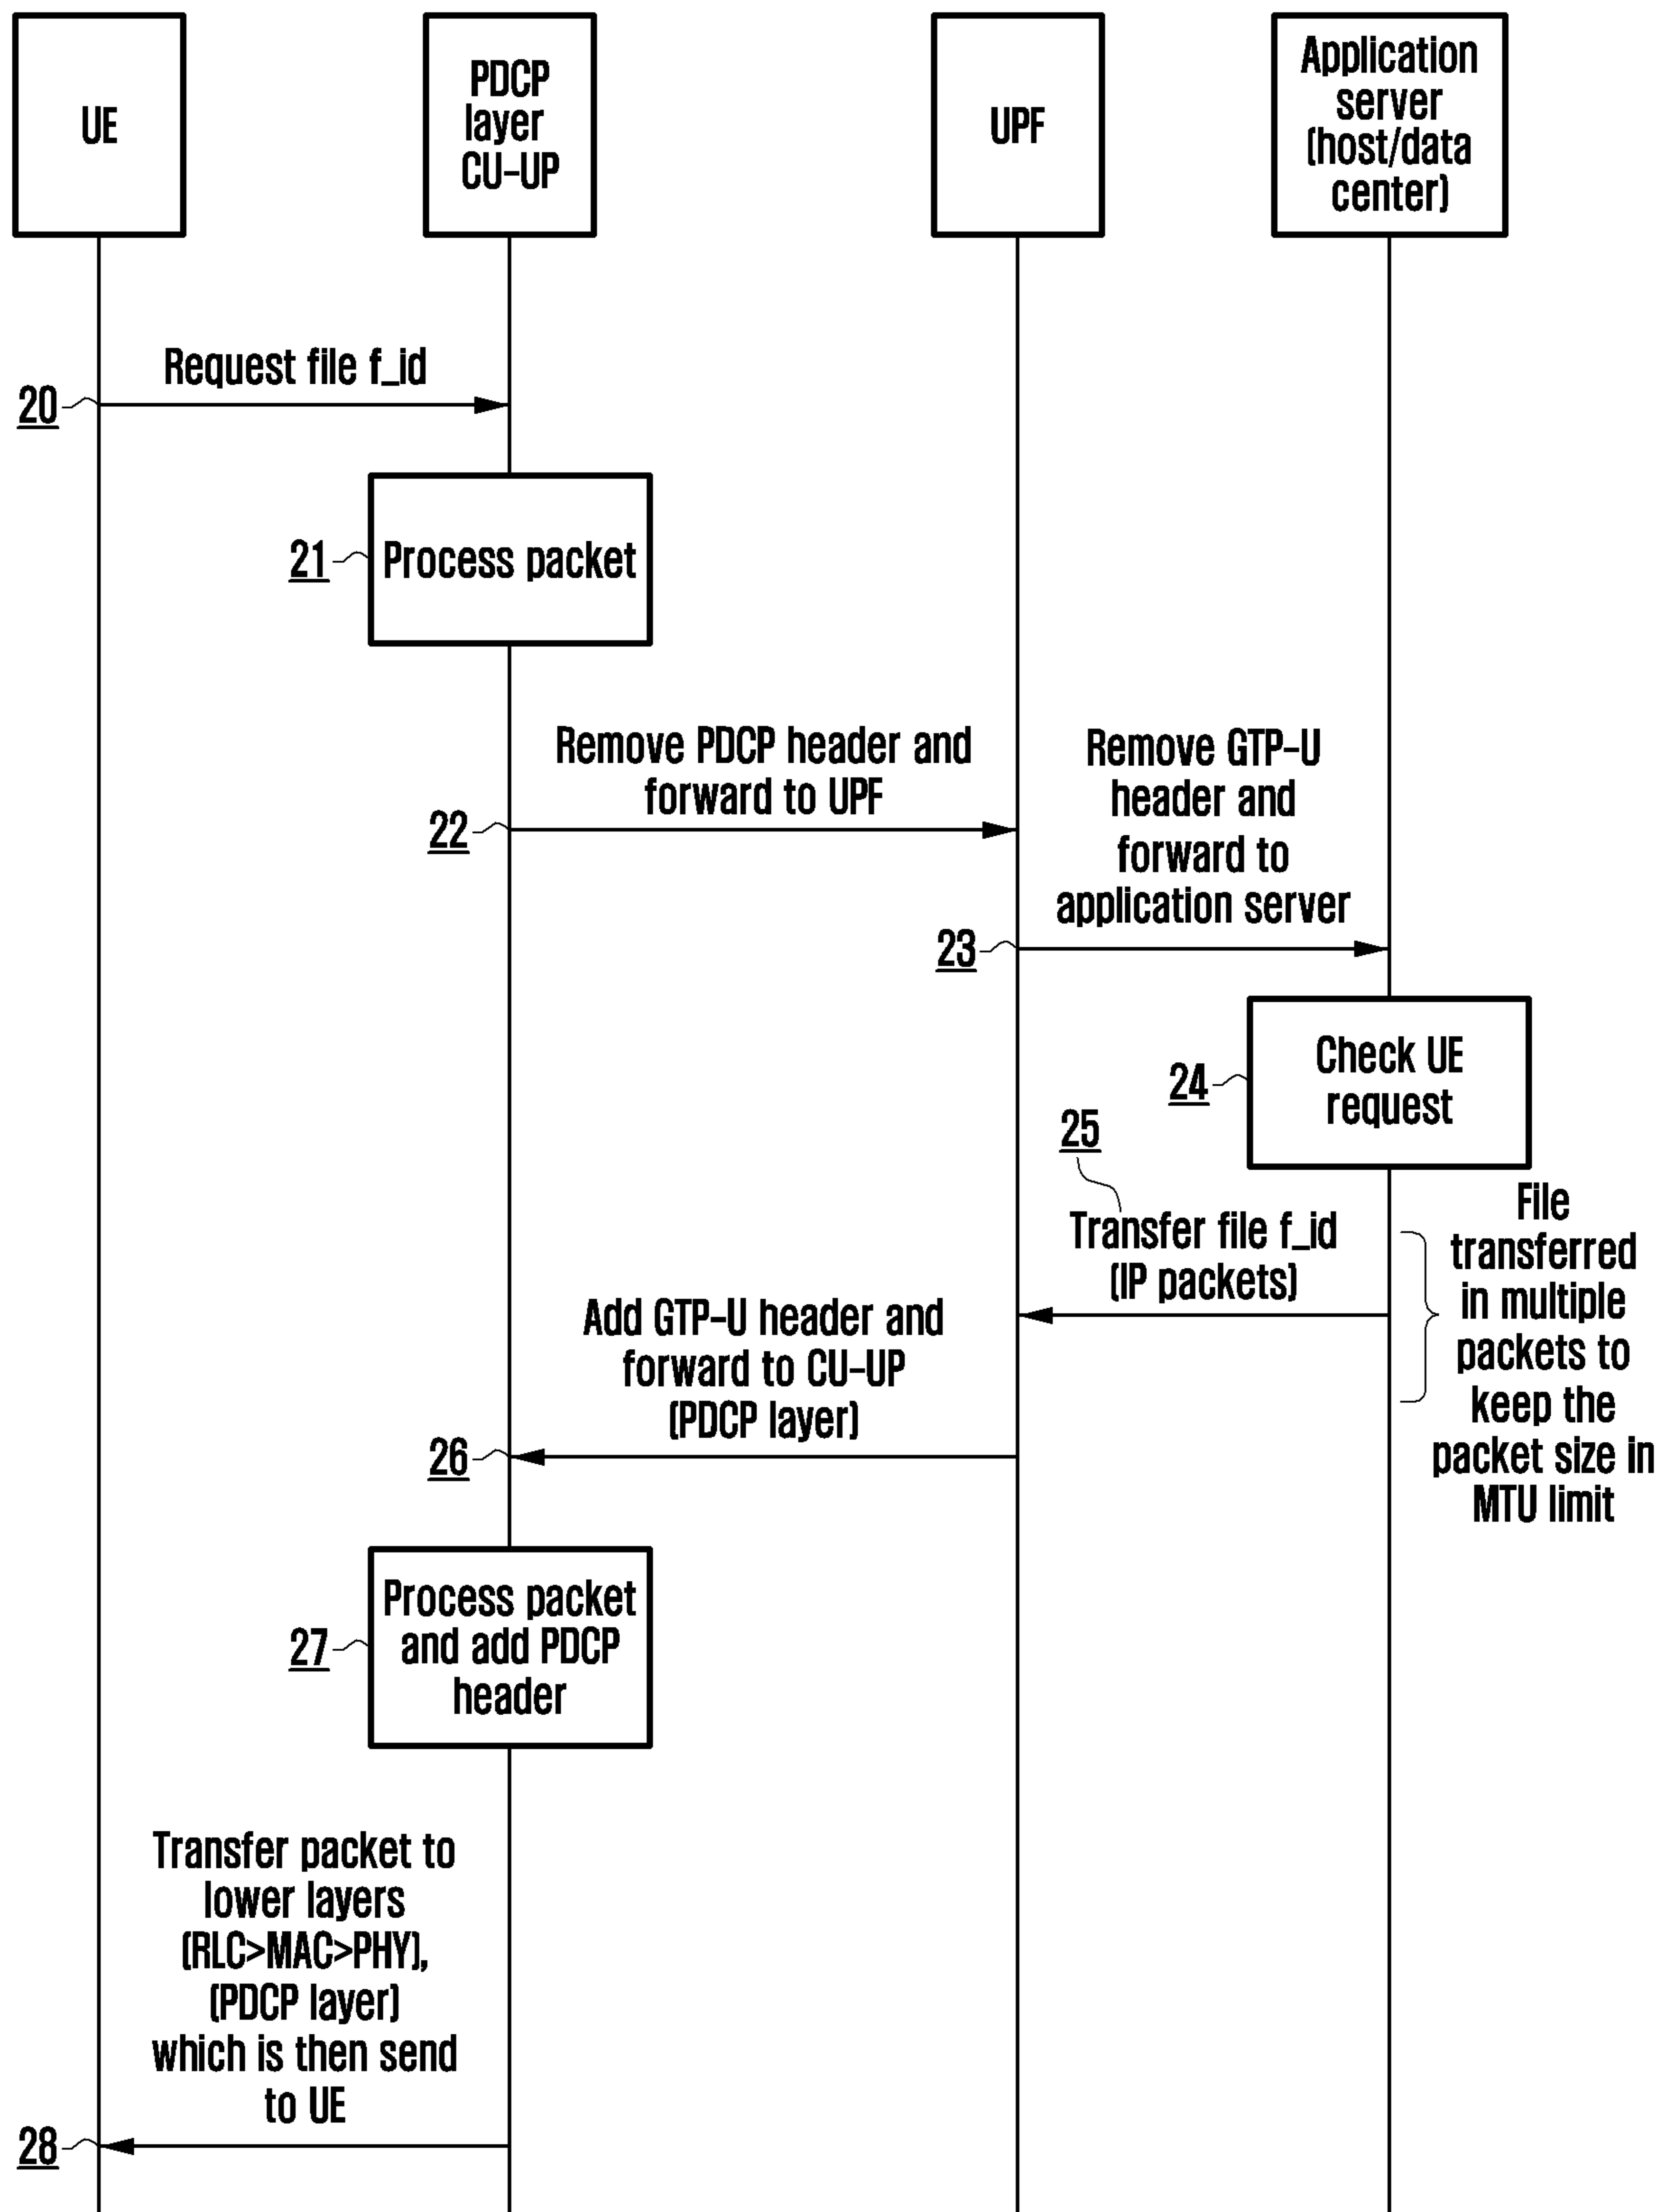 UE
PDCP
layer
CU-UP
UPF
Application
server
(host/data
center)
Request file f_id
20
21
Process packet
Remove PDCP header and
forward to UPF
22
Remove GTP-U
header and
forward to
application server
23
Check UE
request
24
25
Transfer file f_id
(IP packets)
File
transferred
in multiple
packets to
keep the
packet size in
MTU limit
Add GTP-U header and
forward to CU-UP
(PDCP layer)
26
Process packet
and add PDCP
header
27
Transfer packet to
lower layers
(RLC>MAC>PHY),
(PDCP layer)
which is then send
to UE
28